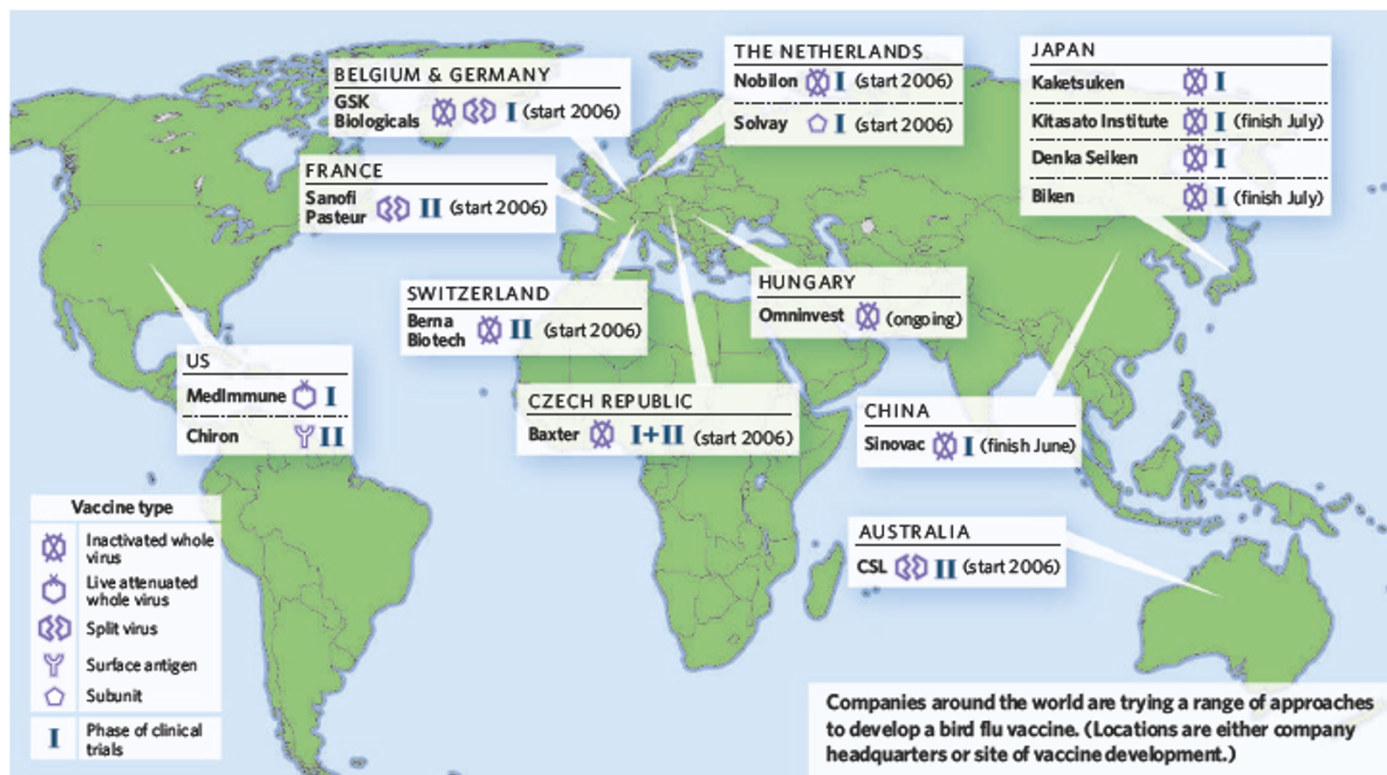 BELGIUM & GERMANY
GSK
Biologicals I (start 2006)
THE NETHERLANDS
Nobilon I (start 2006)
Solvay I (start 2006)
JAPAN
Kaketsuken I
Kitasato Institute I (finish July)
Denka Seiken I
Biken I (finish July)
FRANCE
Sanofi
Pasteur II (start 2006)
SWITZERLAND
Berna
Biotech II (start 2006)
HUNGARY
Omninvest (ongoing)
US
MedImmune I
Chiron II
CZECH REPUBLIC
Baxter I+II (start 2006)
CHINA
Sinovac I (finish June)
AUSTRALIA
CSL II (start 2006)
Vaccine type
Inactivated whole
virus
Live attenuated
whole virus
Split virus
Surface antigen
Subunit
I Phase of clinical
trials
Companies around the world are trying a range of approaches
to develop a bird flu vaccine. (Locations are either company
headquarters or site of vaccine development.)